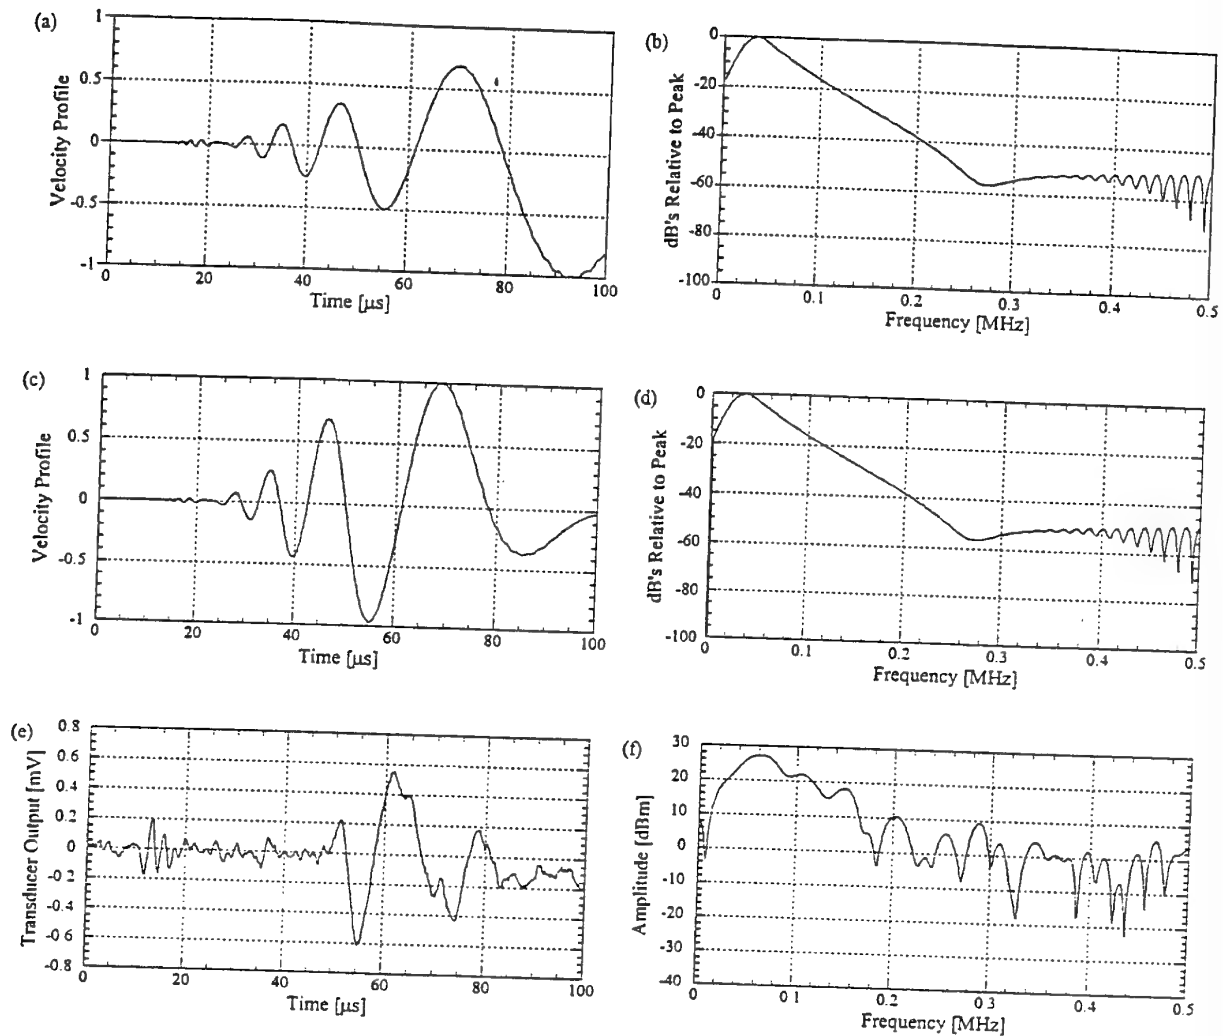 (a)
Velocity Profile
1
0.5
0
-0.5
-1
0 20 40 60 80 100
Time [μs]
(b)
dB's Relative to Peak
0
-20
-40
-60
-80
-100
0 0.1 0.2 0.3 0.4 0.5
Frequency [MHz]
(c)
Velocity Profile
1
0.5
0
-0.5
-1
0 20 40 60 80 100
Time [μs]
(d)
dB's Relative to Peak
0
-20
-40
-60
-80
-100
0 0.1 0.2 0.3 0.4 0.5
Frequency [MHz]
(e)
Transducer Output [mV]
0.8
0.6
0.4
0.2
0
-0.2
-0.4
-0.6
-0.8
0 20 40 60 80 100
Time [μs]
(f)
Amplitude [dBm]
30
20
10
0
-10
-20
-30
-40
0 0 1 0.2 0.3 0.4 0.5
Frequency [MHz]